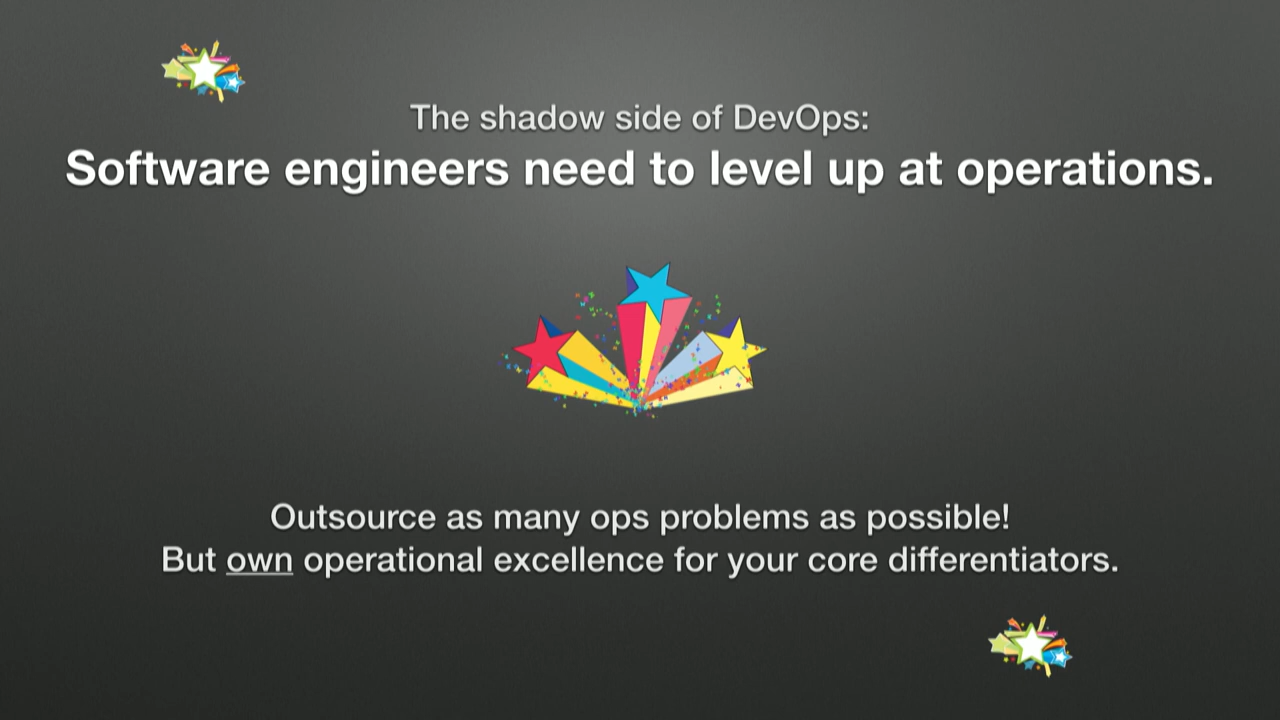 The shadow side of DevOps:
Software engineers need to level up at operations.
Outsource as many ops problems as possible!
But own operational excellence for your core differentiators.